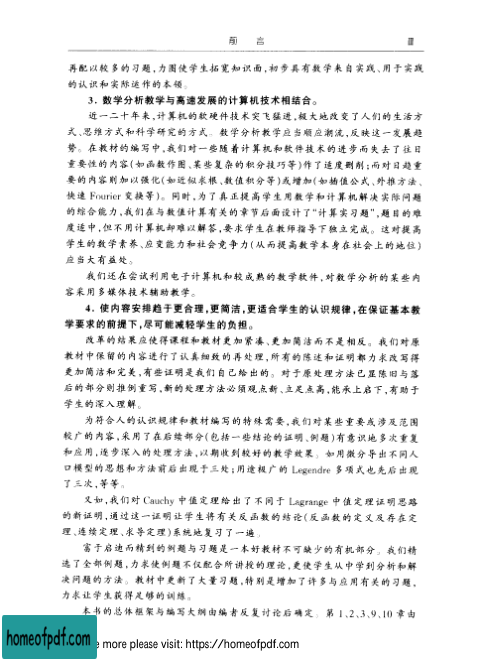 前 言 Ⅲ
再配以较多的习题,力图使学生拓宽知识面,初步具有数学来自实践、用于实践
的认识和实际运作的本领。
3. 数学分析教学与高速发展的计算机技术相结合。
近一二十年来,计算机的软硬件技术突飞猛进,极大地改变了人们的生活方
式、思维方式和科学研究的方式。数学分析教学应当顺应潮流,反映这一发展趋
势。在教材的编写中,我们对一些随着计算机和软件技术的进步而失去了往日
重要性的内容(如函数作图、某些复杂的积分技巧等)作了适度删削;而对日趋重
要的内容则加以强化(如近似求根、数值积分等)或增加(如插值公式、外推方法、
快速 Fourier 变换等)。同时,为了真正提高学生用数学和计算机解决实际问题
的综合能力,我们在与数值计算有关的章节后面设计了“计算实习题”,题目的难
度适中,但不用计算机却难以解答,要求学生在教师指导下独立完成。这对提高
学生的数学素养、应变能力和社会竞争力(从而提高数学本身在社会上的地位)
应当大有益处。
我们还在尝试利用电子计算机和较成熟的数学软件,对数学分析的某些内
容采用多媒体技术辅助教学。
4. 使内容安排趋于更合理,更简洁,更适合学生的认识规律,在保证基本教
学要求的前提下,尽可能减轻学生的负担。
改革的结果应使得课程和教材更加紧凑、更加简洁而不是相反。我们对原
教材中保留的内容进行了认真细致的再处理,所有的陈述和证明都力求改写得
更加简洁和完美,有些证明是我们自己给出的。对于原处理方法已显陈旧与落
后的部分则推倒重写,新的处理方法必须观点新、立足点高,能承上启下,有助于
学生的深入理解。
为符合人的认识规律和教材编写的特殊需要,我们对某些重要或涉及范围
较广的内容,采用了在后续部分(包括一些结论的证明、例题)有意识地多次重复
和应用,逐步深入的处理方法,以期收到较好的教学效果。如用微分导出不同人
口模型的思想和方法前后出现于三处;用途极广的 Legendre 多项式也先后出现
了三次,等等。
又如,我们对 Cauchy 中值定理给出了不同于 Lagrange 中值定理证明思路
的新证明,通过这一证明让学生将有关反函数的结论(反函数的定义及存在定
理、连续定理、求导定理)系统地复习了一遍。
富于启迪而精到的例题与习题是一本好教材不可缺少的有机部分。我们精
选了全部例题,力求使例题不仅配合所讲授的理论,更使学生从中学到分析和解
决问题的方法。教材中更新了大量习题,特别是增加了许多与应用有关的习题,
力求让学生获得足够的训练。
本书的总体框架与编写大纲由编者反复讨论后确定。第 1、2、3、9、10 章由
homeofpdf.com
e more please visit: https://homeofpdf.com